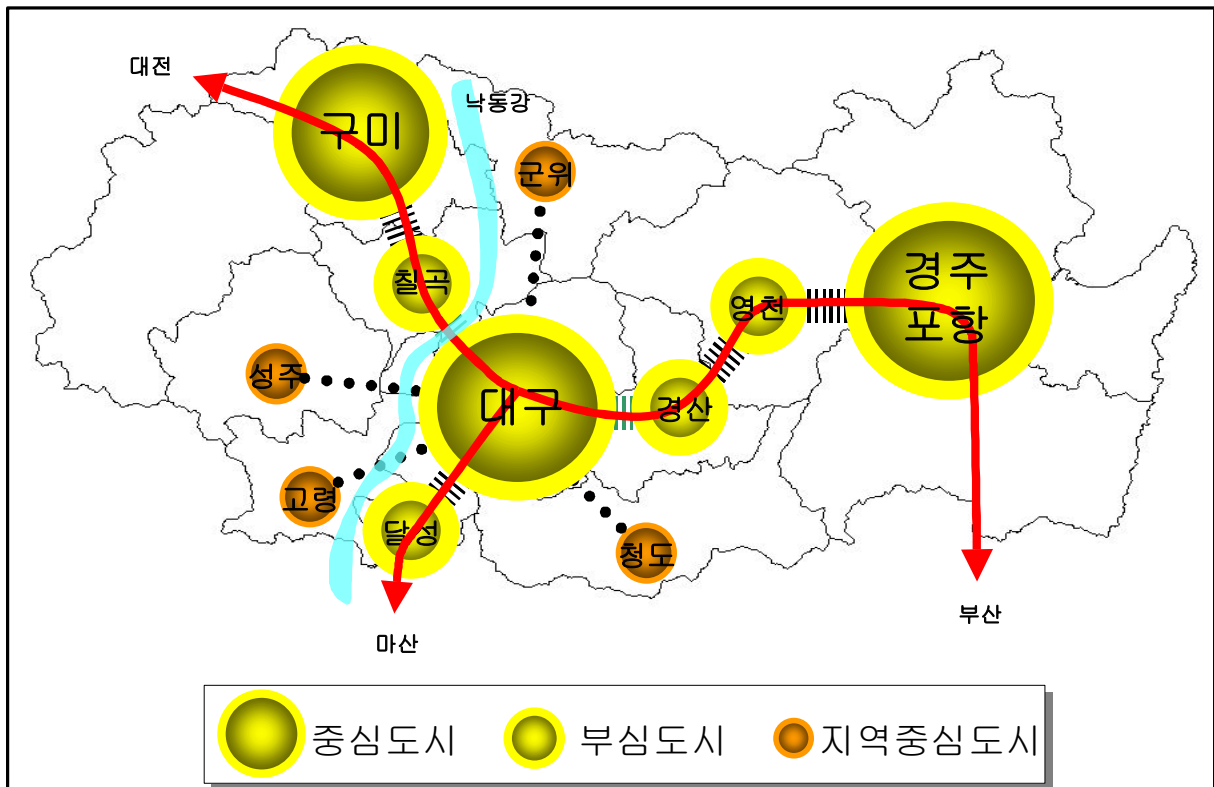 대전
구미
낙동강
군위
칠곡
경주
포항
영천
성주
대구
경산
고령
달성
청도
마산
부산
중심도시
부심도시
지역중심도시